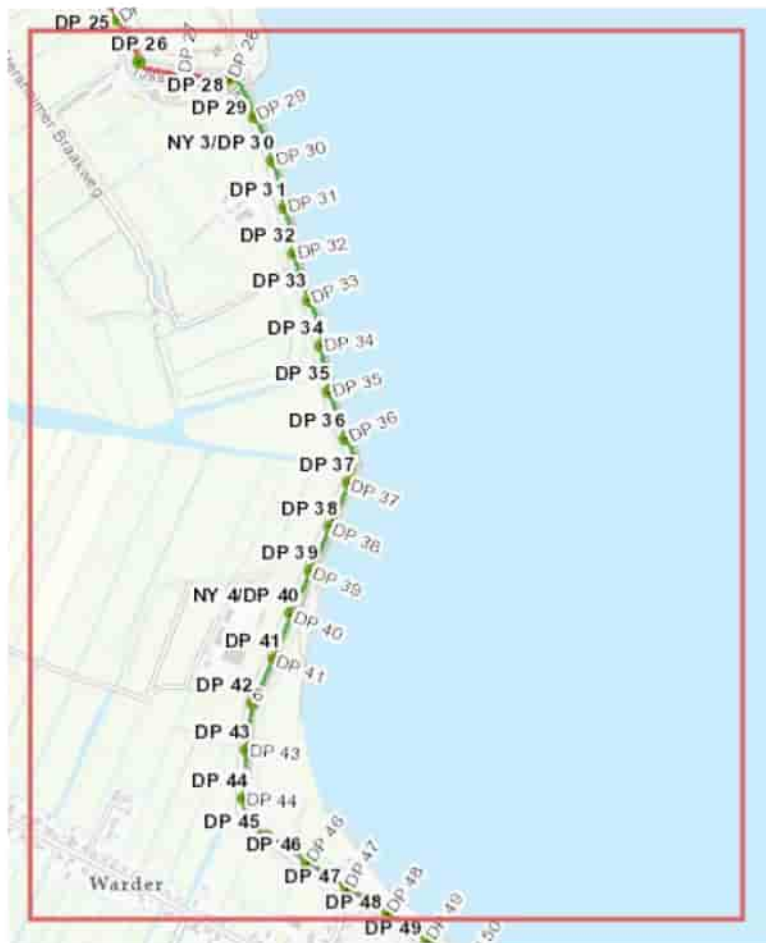 DP 25
DP 26
DP 27
DP 28
DP 28
DP 29
DP 29
NY 3/DP 30
DP 30
DP 31
DP 31
DP 32
DP 32
DP 33
DP 33
DP 34
DP 34
DP 35
DP 35
DP 36
DP 36
DP 37
DP 37
DP 38
DP 38
DP 39
DP 39
NY 4/DP 40
DP 40
DP 41
DP 41
DP 42
DP 43
DP 43
DP 44
DP 44
DP 45
DP 46
DP 46
DP 47
DP 47
DP 48
DP 48
DP 49
DP 49
50
Braakweg
Warder